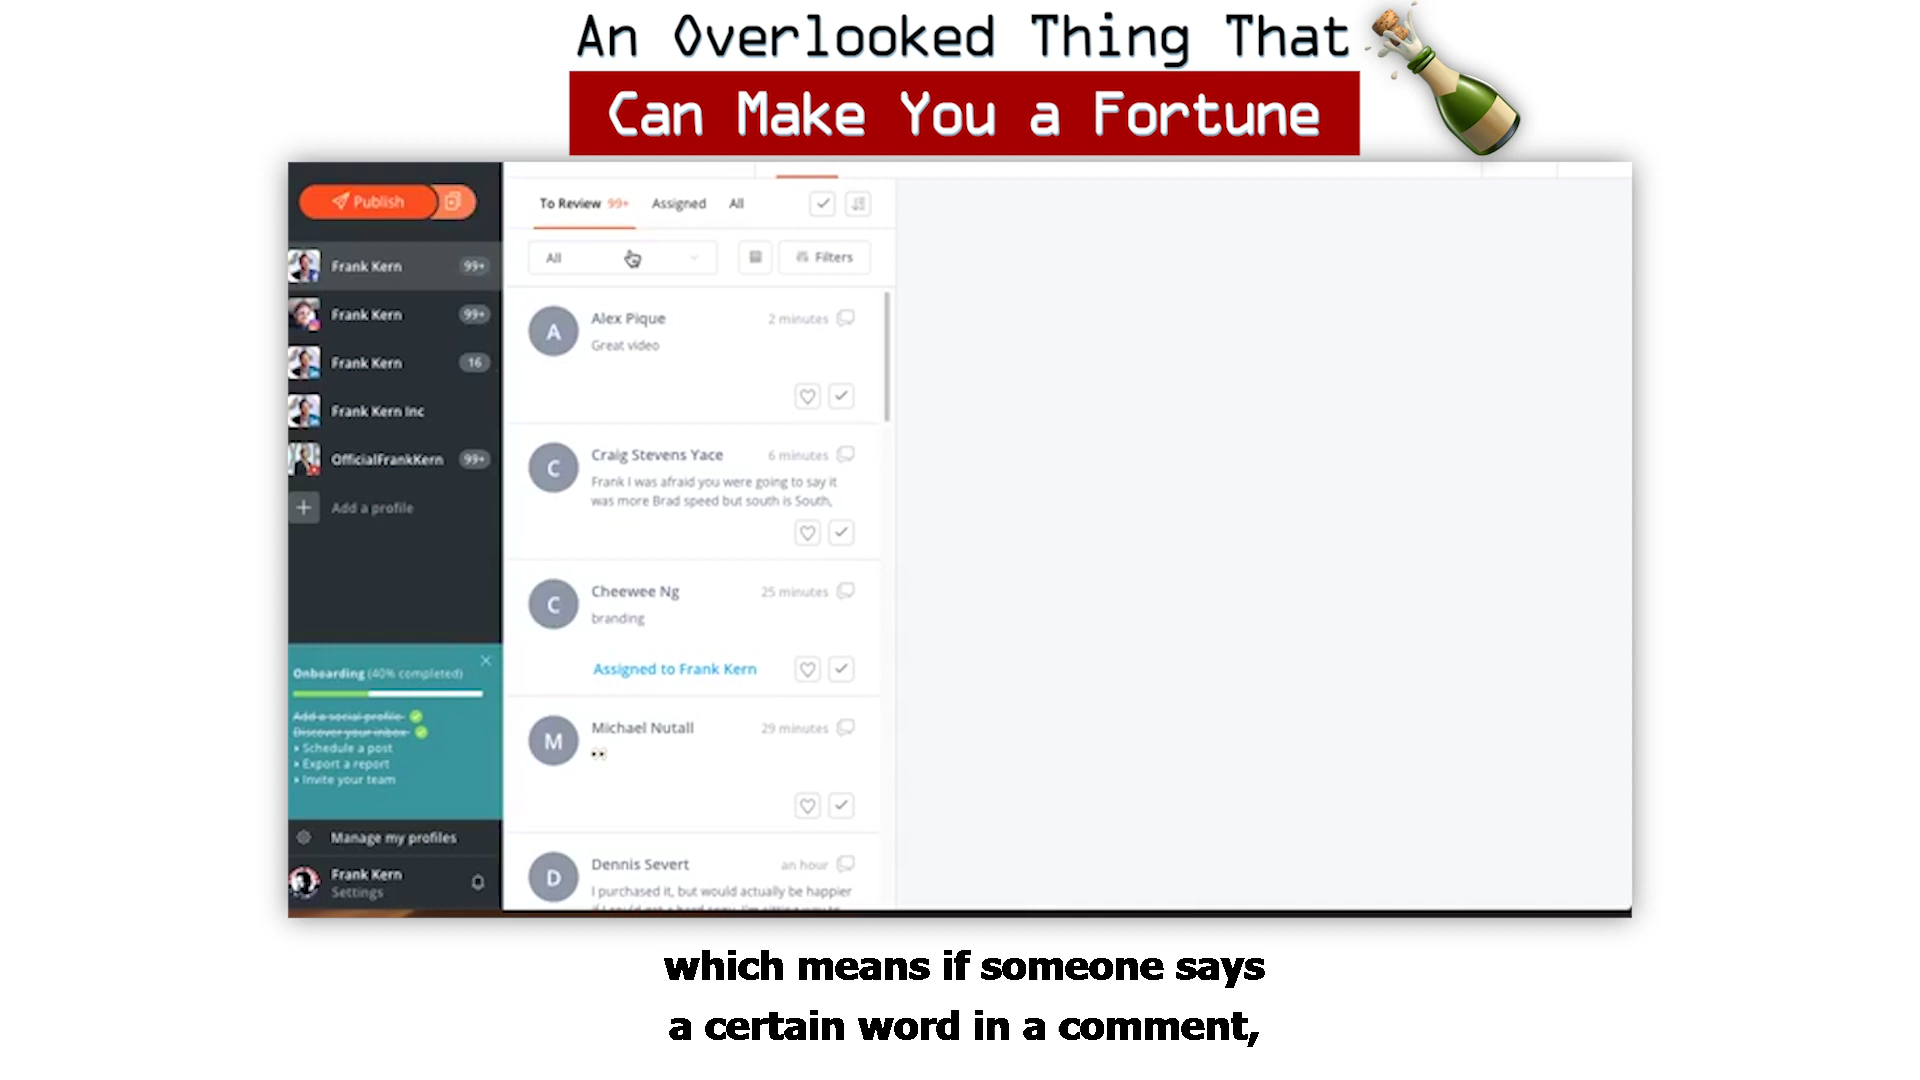 An Overlooked Thing That
Can Make You a Fortune
Publish
Frank Kern 99+
Frank Kern 99+
Frank Kern 16
Frank Kern Inc
OfficialFrankKern 99+
+ Add a profile
Onboarding (40% completed)
Add a social profile
Discover your inbox
Schedule a post
Export a report
Invite your team
Manage my profiles
Frank Kern
Settings
To Review 99+ Assigned All
All Filters
A Alex Pique 2 minutes
Great video
C Craig Stevens Yace 6 minutes
Frank I was afraid you were going to say it
was more Brad speed but south is South,
C Cheewee Ng 25 minutes
branding
Assigned to Frank Kern
M Michael Nutall 29 minutes
D Dennis Severt an hour
I purchased it, but would actually be happier
which means if someone says
a certain word in a comment,